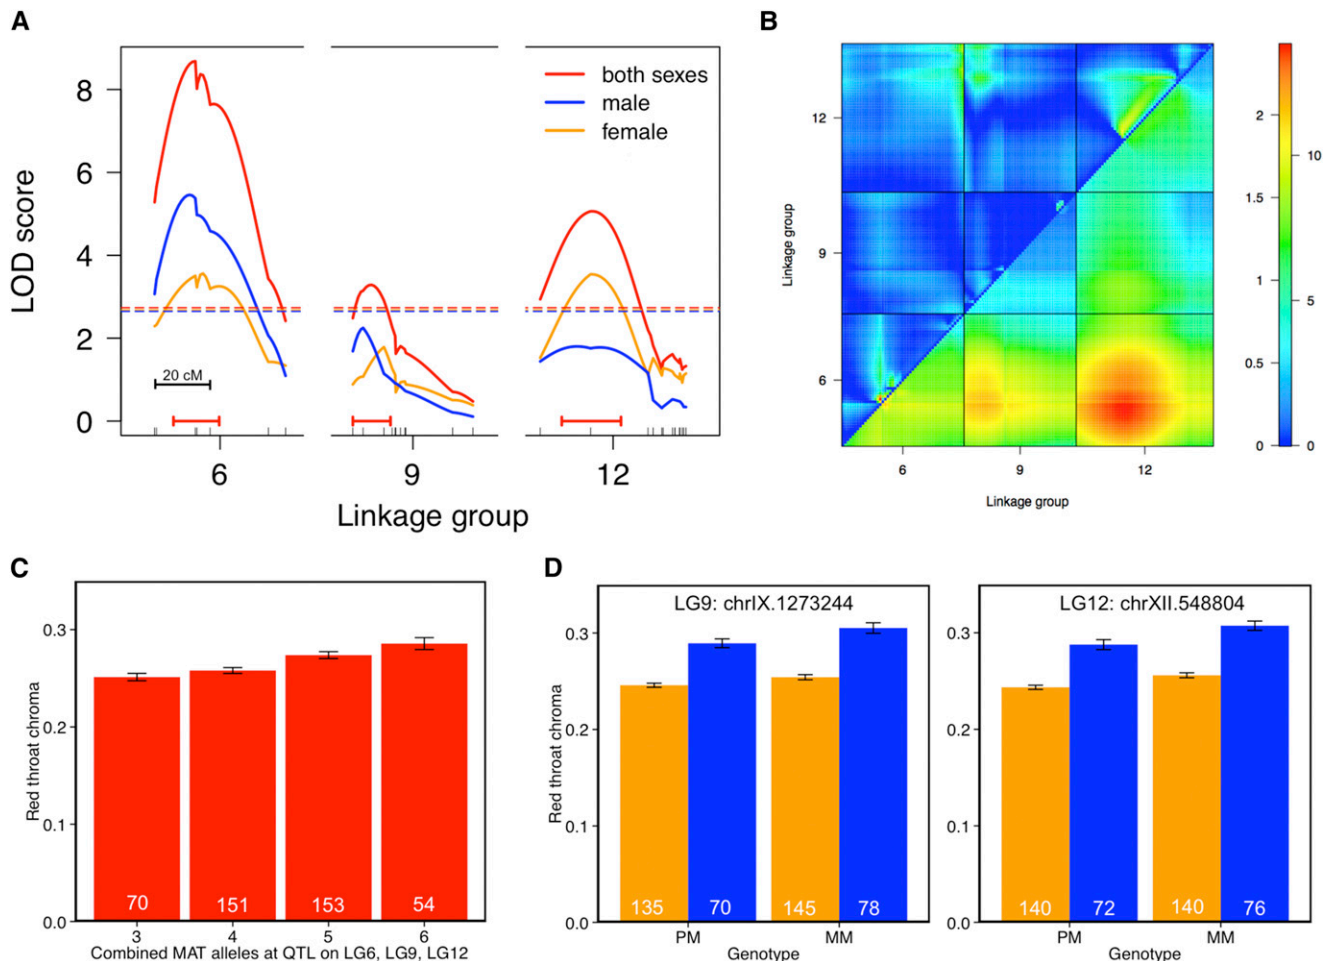 A
8
6
4
2
0
LOD score
both sexes
male
female
20 cM
6
9
12
Linkage group
B
12
9
6
Linkage group
6
9
12
Linkage group
2
1.5
1
0.5
0
10
5
0
C
0.3
0.2
0.1
0.0
Red throat chroma
70
151
153
54
3
4
5
6
Combined MAT alleles at QTL on LG6, LG9, LG12
D
LG9: chrIX.1273244
0.3
0.2
0.1
0.0
Red throat chroma
135
70
145
78
PM
MM
Genotype
LG12: chrXII.548804
0.3
0.2
0.1
0.0
140
72
140
76
PM
MM
Genotype